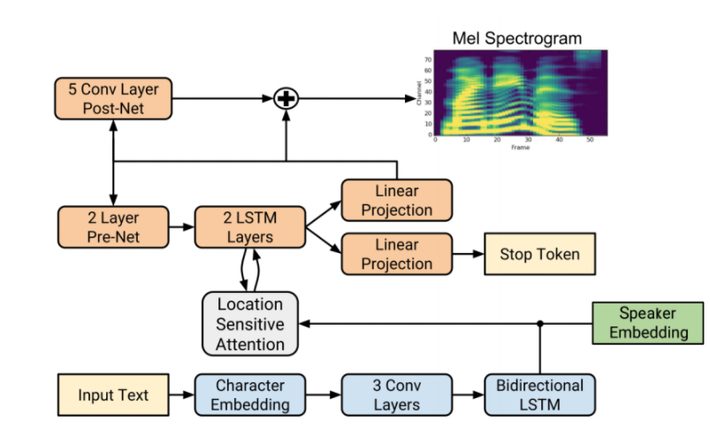 Mel Spectrogram
5 Conv Layer
Post-Net
Channel
70
60
50
40
30
20
10
0
0 10 20 30 40 50
Frame
2 Layer
Pre-Net
2 LSTM
Layers
Linear
Projection
Linear
Projection
Stop Token
Location
Sensitive
Attention
Speaker
Embedding
Input Text
Character
Embedding
3 Conv
Layers
Bidirectional
LSTM